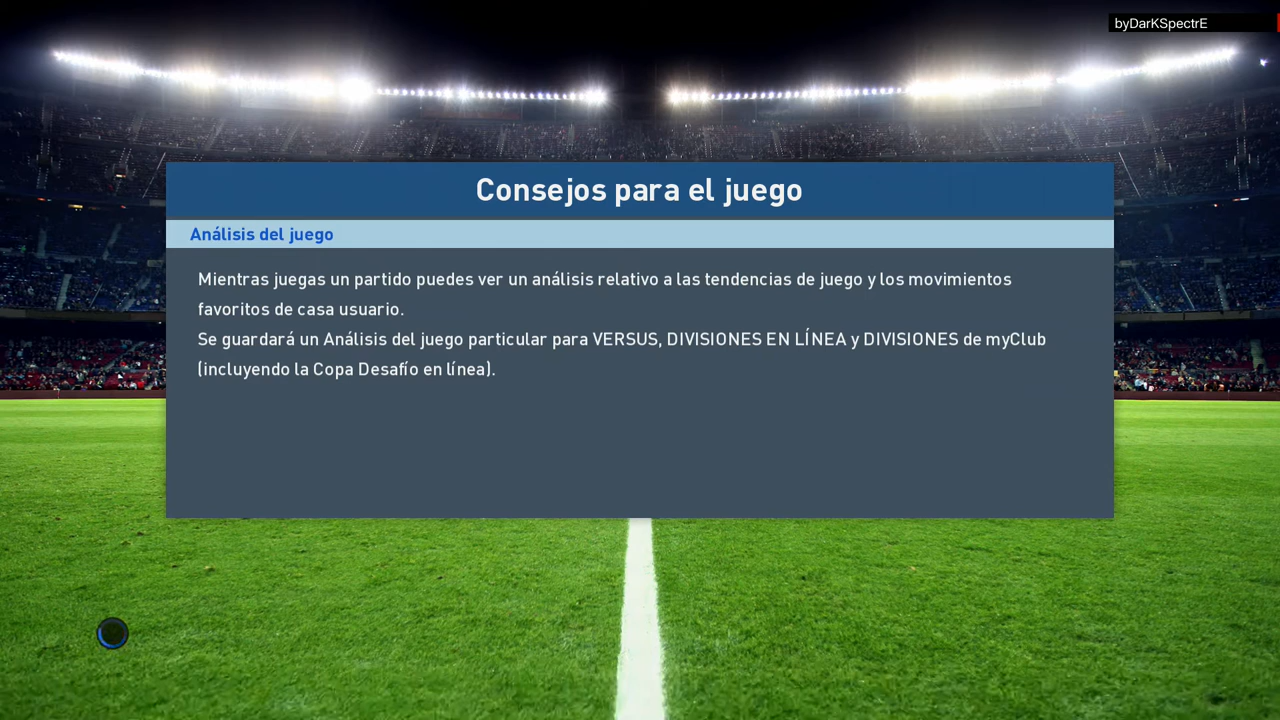 byDarKSpectrE
Consejos para el juego
Análisis del juego
Mientras juegas un partido puedes ver un análisis relativo a las tendencias de juego y los movimientos
favoritos de casa usuario.
Se guardará un Análisis del juego particular para VERSUS, DIVISIONES EN LÍNEA y DIVISIONES de myClub
(incluyendo la Copa Desafío en línea).